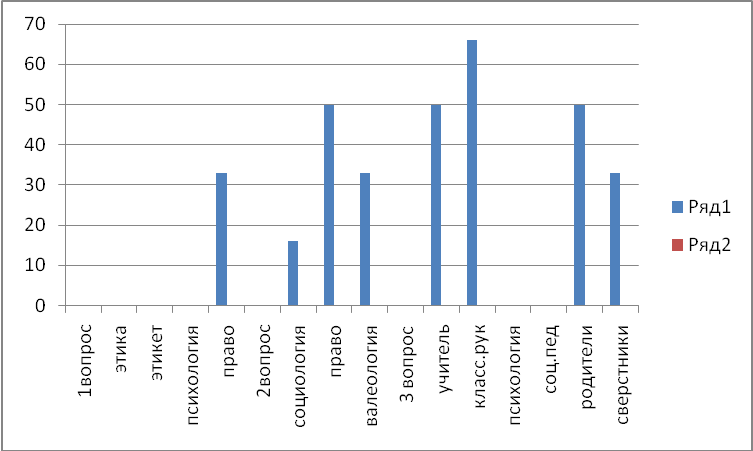 70
60
50
40
30
20
10
0
1вопрос
этика
этикет
психология
право
2вопрос
социология
право
валеология
3 вопрос
учитель
класс.рук
психология
соц.пед
родители
сверстники
Ряд1
Ряд2